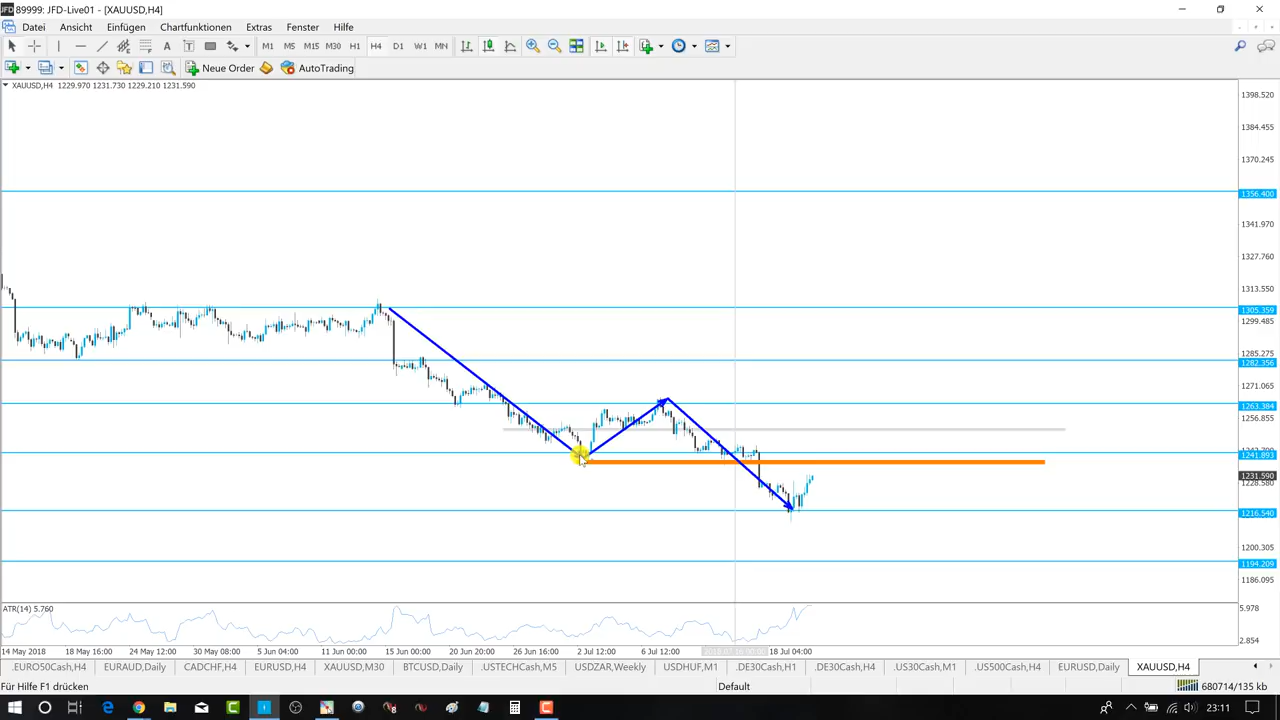 JFD 89999: JFD-Live01 - [XAUUSD,H4]
Datei Ansicht Einfügen Chartfunktionen Extras Fenster Hilfe
A T M1 M5 M15 M30 H1 H4 D1 W1 MN
New Order AutoTrading
XAUUSD,H4 1229.970 1231.730 1229.210 1231.590
1398.520
1384.455
1370.245
1356.400
1341.970
1327.760
1313.550
1305.359
1299.485
1285.275
1282.356
1271.065
1263.384
1256.855
1241.893
1231.590
1228.580
1216.540
1200.305
1194.209
1186.095
ATR(14) 5.760
5.978
2.854
14 May 2018 18 May 16:00 24 May 12:00 30 May 08:00 5 Jun 04:00 11 Jun 00:00 15 Jun 00:00 20 Jun 20:00 26 Jun 16:00 2 Jul 12:00 6 Jul 12:00 18 Jul 04:00
.EURO50Cash,H4 EURAUD,Daily CADCHF,H4 EURUSD,H4 XAUUSD,M30 BTCUSD,Daily .USTECHCash,M5 USDZAR,Weekly USDHUF,M1 .DE30Cash,H1 .DE30Cash,H4 .US30Cash,M1 .US500Cash,H4 EURUSD,Daily XAUUSD,H4
Für Hilfe F1 drücken Default 680714/135 kb
23:11